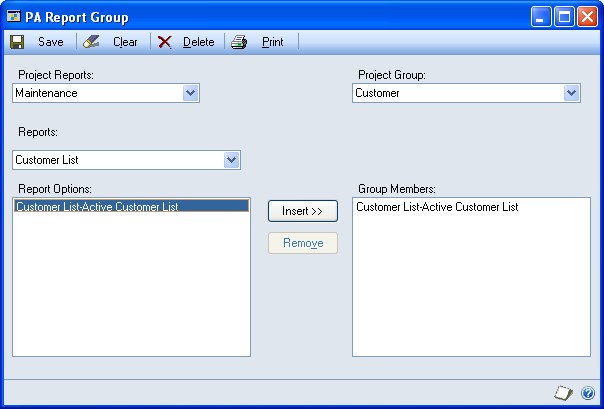 PA Report Group
Save Clear Delete Print
Project Reports: Project Group:
Maintenance Customer
Reports:
Customer List
Report Options: Group Members:
Customer List-Active Customer List Insert >> Customer List-Active Customer List
Remove